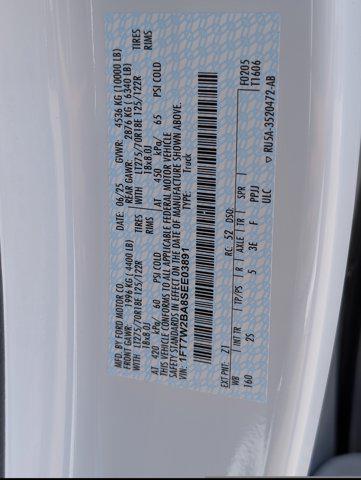 MFD. BY FORD MOTOR CO.
DATE: 06/25 GVWR: 4536 KG (10000 LB)
FRONT GAWR: 1996 KG (4400 LB) REAR GAWR: 2876 KG (6340 LB)
WITH LT275/70R18E 125/122R TIRES WITH LT275/70R18E 125/122R TIRES
18x8.0J RIMS 18x8.0J RIMS
AT 420 kPa/ 60 PSI COLD AT 450 kPa/ 65 PSI COLD
THIS VEHICLE CONFORMS TO ALL APPLICABLE FEDERAL MOTOR VEHICLE
SAFETY STANDARDS IN EFFECT ON THE DATE OF MANUFACTURE SHOWN ABOVE.
VIN: 1FT7W2BA8SEE03891 TYPE: Truck
F0205
T1606
EXT PNT: Z1 RC: 52 DSO:
WB INT TR TP/PS R AXLE TR SPR
160 2S 5 3E F PPJJ
ULC RU5A-3520472-AB